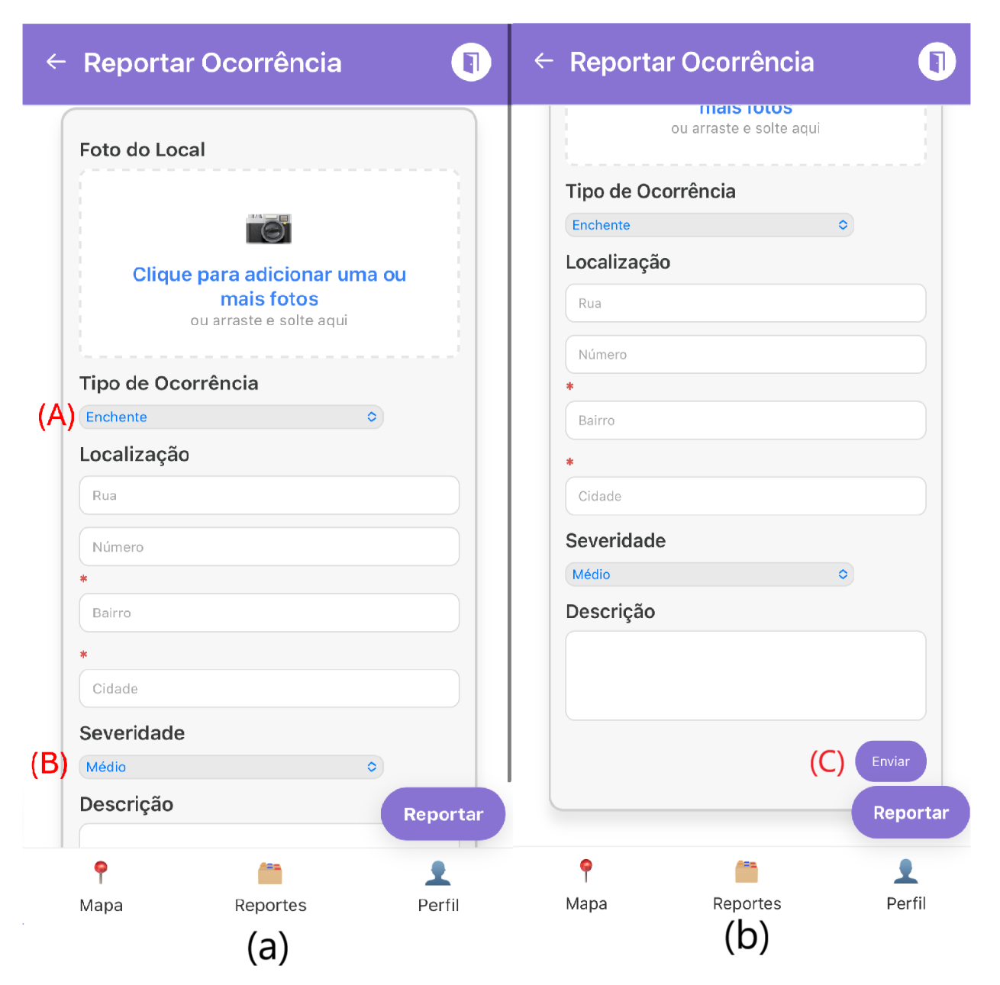 Reportar Ocorrência
Foto do Local
Clique para adicionar uma ou
mais fotos
ou arraste e solte aqui
Tipo de Ocorrência
(A) Enchente
Localização
Rua
Número
*
Bairro
*
Cidade
Severidade
(B) Médio
Descrição
Reportar
Mapa Reportes Perfil
(a)
Reportar Ocorrência
mais fotos
ou arraste e solte aqui
Tipo de Ocorrência
Enchente
Localização
Rua
Número
*
Bairro
*
Cidade
Severidade
Médio
Descrição
(C) Enviar
Reportar
Mapa Reportes Perfil
(b)